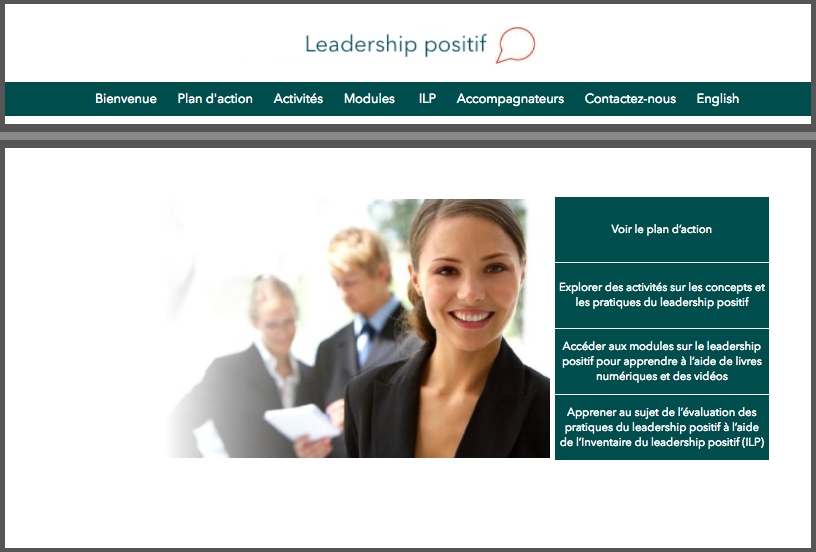 Leadership positif
Bienvenue Plan d'action Activités Modules ILP Accompagnateurs Contactez-nous English
Voir le plan d’action
Explorer des activités sur les concepts et
les pratiques du leadership positif
Accéder aux modules sur le leadership
positif pour apprendre à l’aide de livres
numériques et des vidéos
Apprener au sujet de l’évaluation des
pratiques du leadership positif à l’aide
de l’Inventaire du leadership positif (ILP)